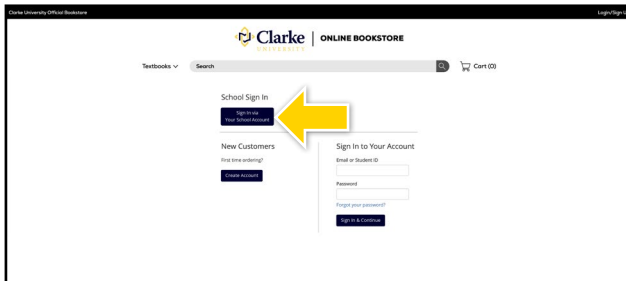 Clarke University Official Bookstore
Login/Sign U
Clarke | ONLINE BOOKSTORE
UNIVERSITY
Textbooks
Search
Cart (0)
School Sign In
Sign In via
Your School Account
New Customers
First time ordering?
Create Account
Sign In to Your Account
Email or Student ID
Password
Forgot your password?
Sign In & Continue